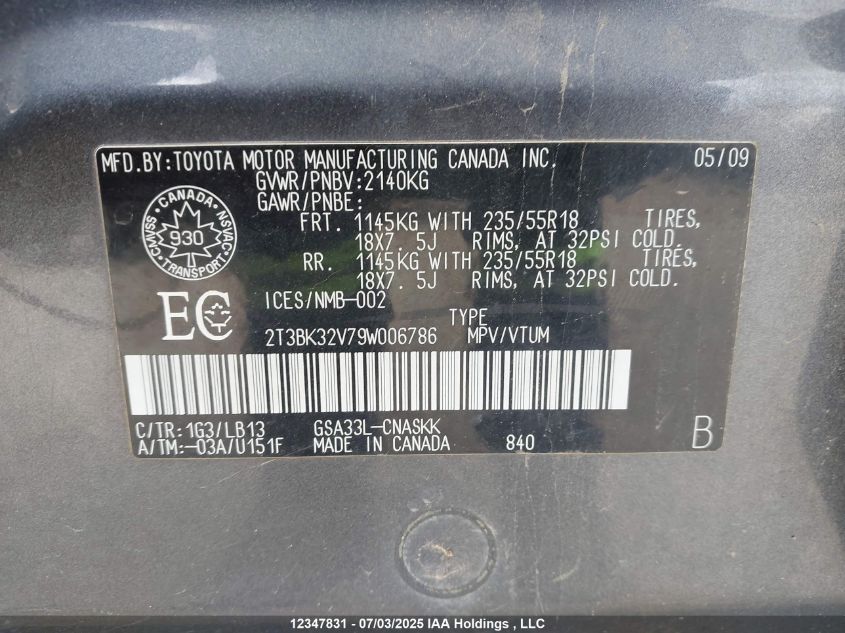 MFD.BY:TOYOTA MOTOR MANUFACTURING CANADA INC. 05/09
GVWR/PNBV:2140KG
GAWR/PNBE:
FRT. 1145KG WITH 235/55R18 TIRES,
18X7.5J RIMS, AT 32PSI COLD.
RR. 1145KG WITH 235/55R18 TIRES,
18X7.5J RIMS, AT 32PSI COLD.
CANADA
CMVSS 930 NSVAC
TRANSPORT
ICES/NMB-002
EC
TYPE
2T3BK32V79W006786 MPV/VTUM
C/TR:1G3/LB13 GSA33L-CNASKK
A/TM:-03A/U151F MADE IN CANADA 840 B
12347831 - 07/03/2025 IAA Holdings , LLC